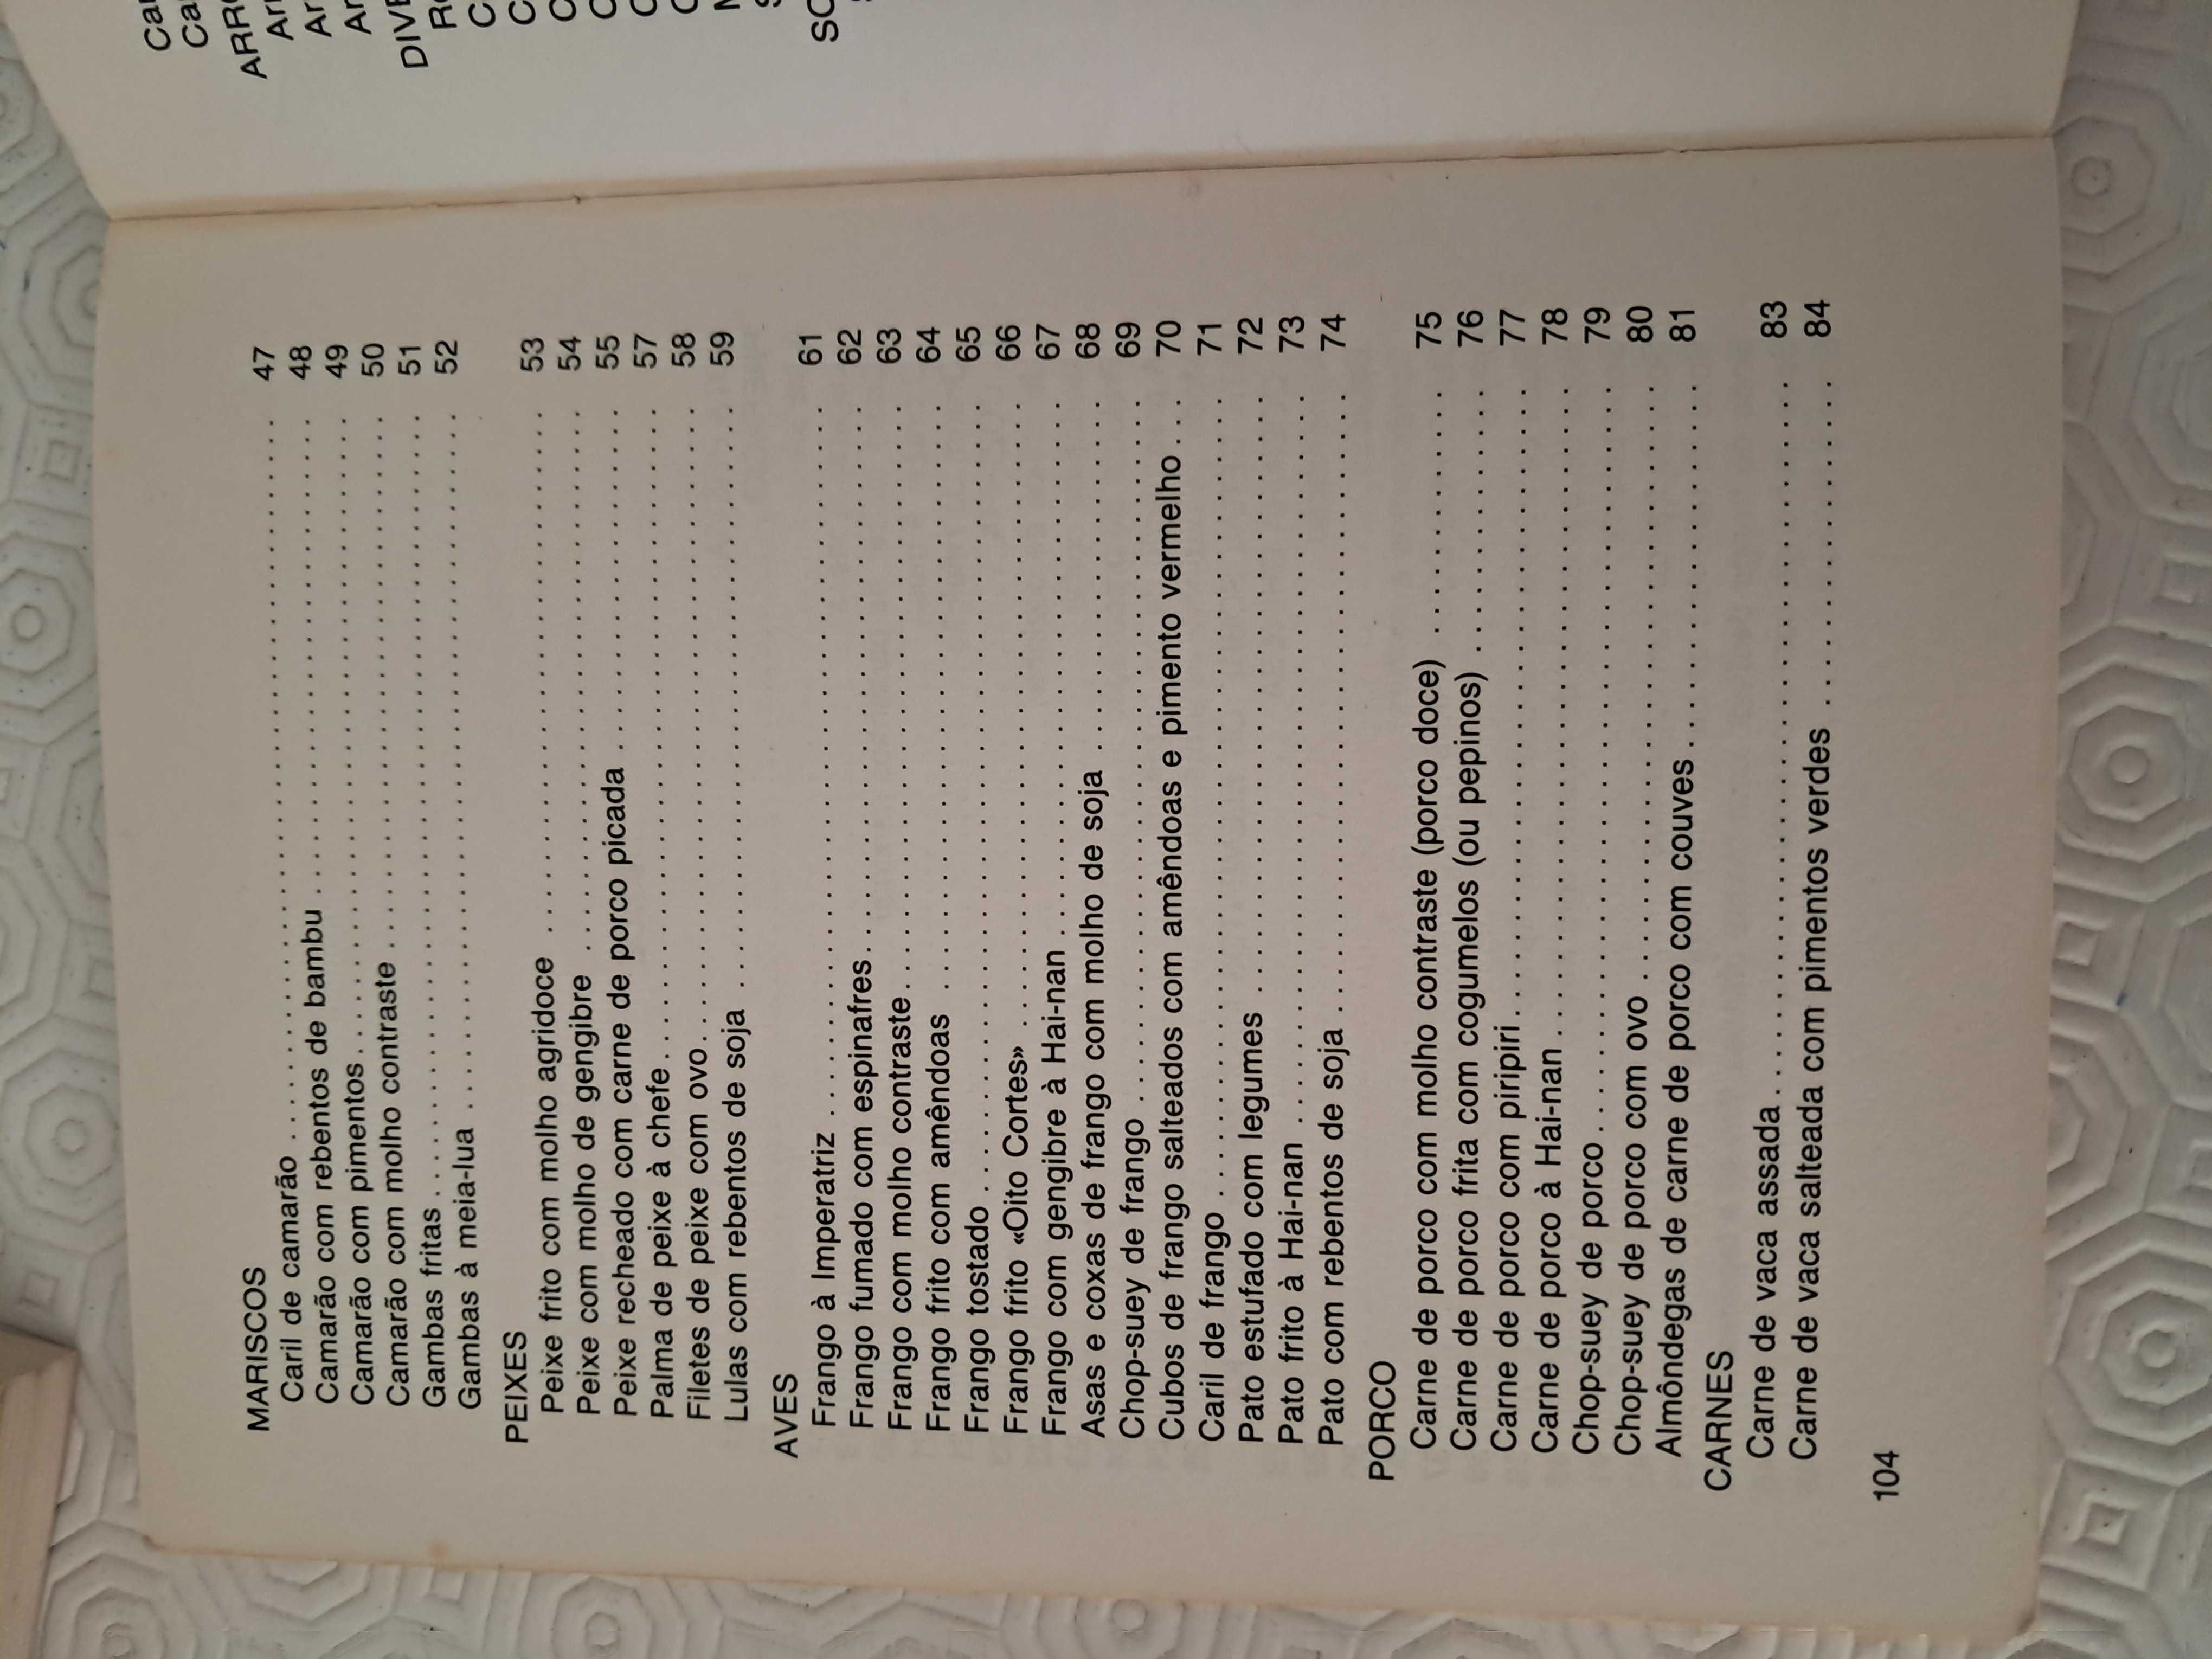 MARISCOS
Caril de camarão . . . . . . . . . . . . . . . . . . . . 47
Camarão com rebentos de bambu . . . . . . . . . . . . . . . . . . . . 48
Camarão com pimentos . . . . . . . . . . . . . . . . . . . . 49
Camarão com molho contraste . . . . . . . . . . . . . . . . . . . . 50
Gambas fritas . . . . . . . . . . . . . . . . . . . . 51
Gambas à meia-lua . . . . . . . . . . . . . . . . . . . . 52
PEIXES
Peixe frito com molho agridoce . . . . . . . . . . . . . . . . . . . . 53
Peixe com molho de gengibre . . . . . . . . . . . . . . . . . . . . 54
Peixe recheado com carne de porco picada . . . . . . . . . . . . . . . . . . . . 55
Palma de peixe à chefe . . . . . . . . . . . . . . . . . . . . 57
Filetes de peixe com ovo . . . . . . . . . . . . . . . . . . . . 58
Lulas com rebentos de soja . . . . . . . . . . . . . . . . . . . . 59
AVES
Frango à Imperatriz . . . . . . . . . . . . . . . . . . . . 61
Frango fumado com espinafres . . . . . . . . . . . . . . . . . . . . 62
Frango com molho contraste . . . . . . . . . . . . . . . . . . . . 63
Frango frito com amêndoas . . . . . . . . . . . . . . . . . . . . 64
Frango tostado . . . . . . . . . . . . . . . . . . . . 65
Frango frito «Oito Cortes» . . . . . . . . . . . . . . . . . . . . 66
Frango com gengibre à Hai-nan . . . . . . . . . . . . . . . . . . . . 67
Asas e coxas de frango com molho de soja . . . . . . . . . . . . . . . . . . . . 68
Chop-suey de frango . . . . . . . . . . . . . . . . . . . . 69
Cubos de frango salteados com amêndoas e pimento vermelho . . . 70
Caril de frango . . . . . . . . . . . . . . . . . . . . 71
Pato estufado com legumes . . . . . . . . . . . . . . . . . . . . 72
Pato frito à Hai-nan . . . . . . . . . . . . . . . . . . . . 73
Pato com rebentos de soja . . . . . . . . . . . . . . . . . . . . 74
PORCO
Carne de porco com molho contraste (porco doce) . . . . . . . . . . . . 75
Carne de porco frita com cogumelos (ou pepinos) . . . . . . . . . . . . 76
Carne de porco com piripiri . . . . . . . . . . . . . . . . . . . . 77
Carne de porco à Hai-nan . . . . . . . . . . . . . . . . . . . . 78
Chop-suey de porco . . . . . . . . . . . . . . . . . . . . 79
Chop-suey de porco com ovo . . . . . . . . . . . . . . . . . . . . 80
Almôndegas de carne de porco com couves . . . . . . . . . . . . . . . . . . 81
CARNES
Carne de vaca assada . . . . . . . . . . . . . . . . . . . . 83
Carne de vaca salteada com pimentos verdes . . . . . . . . . . . . . . . . 84
104